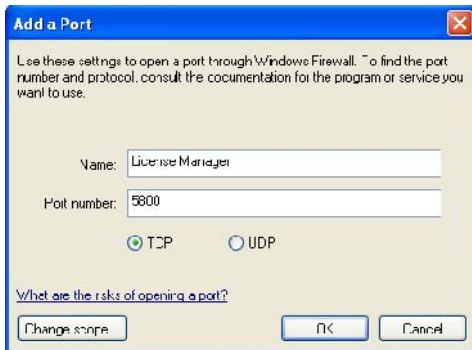 Add a Port
Use these settings to open a port through Windows Firewall. To find the port
number and protocol, consult the documentation for the program or service you
want to use.
Name: License Manager
Port number: 5800
TCP UDP
What are the risks of opening a port?
Change scope...
OK Cancel